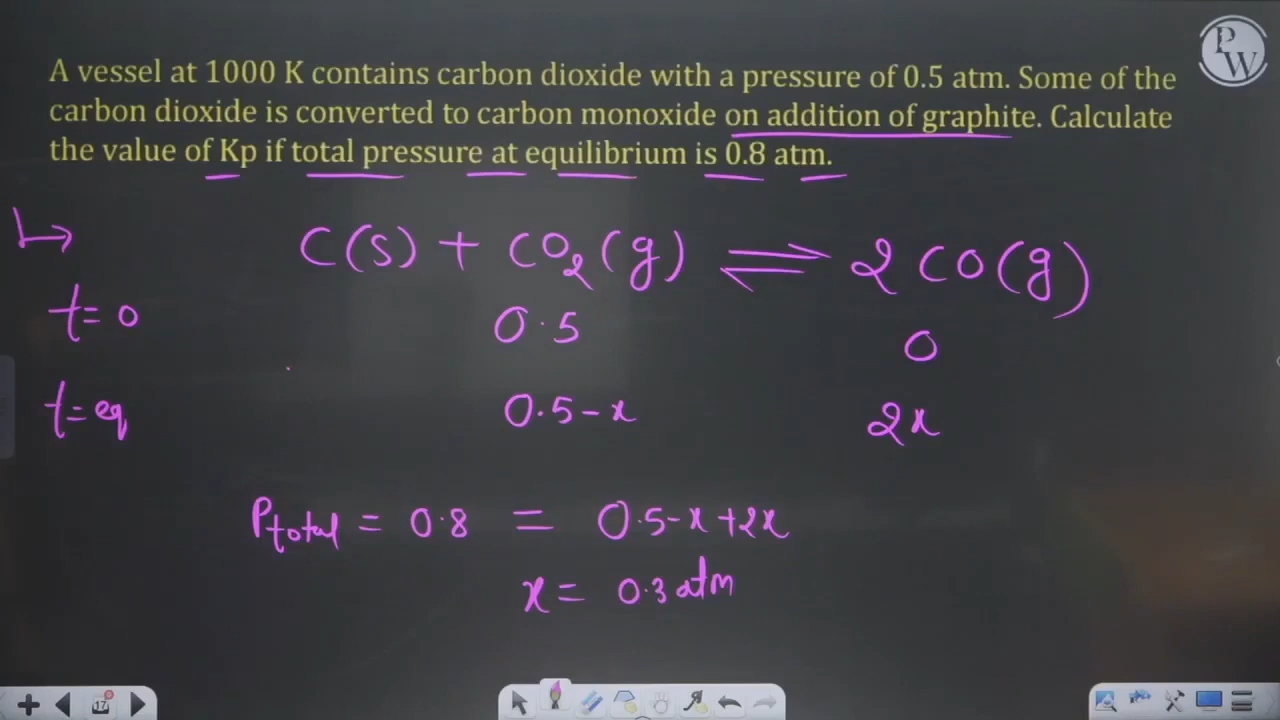 PW
A vessel at 1000 K contains carbon dioxide with a pressure of 0.5 atm. Some of the
carbon dioxide is converted to carbon monoxide on addition of graphite. Calculate
the value of Kp if total pressure at equilibrium is 0.8 atm.
C(s) + CO₂(g) ⇌ 2CO(g)
t=0 0.5 0
t=eq 0.5-x 2x
Ptotal = 0.8 = 0.5-x+2x
x = 0.3 atm
17